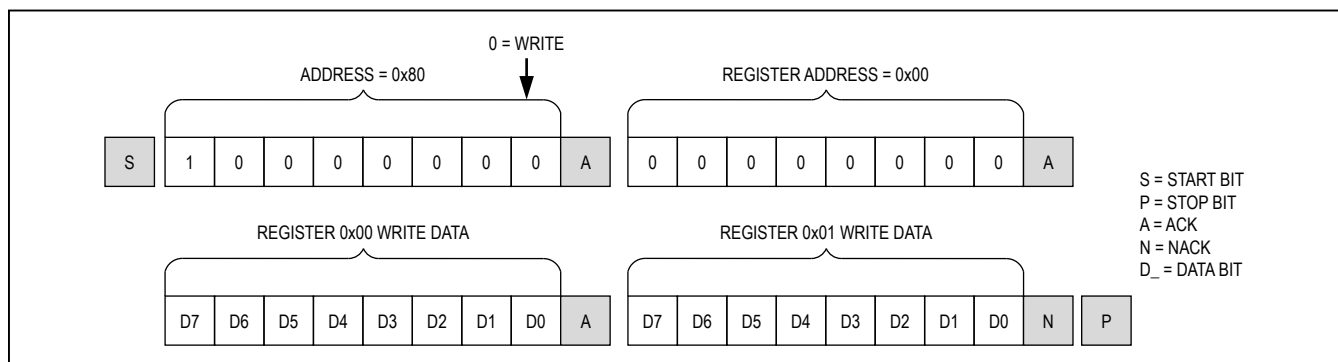 0 = WRITE
ADDRESS = 0x80
REGISTER ADDRESS = 0x00
S 1 0 0 0 0 0 0 0 A 0 0 0 0 0 0 0 0 A
REGISTER 0x00 WRITE DATA
REGISTER 0x01 WRITE DATA
D7 D6 D5 D4 D3 D2 D1 D0 A D7 D6 D5 D4 D3 D2 D1 D0 N P
S = START BIT
P = STOP BIT
A = ACK
N = NACK
D_ = DATA BIT